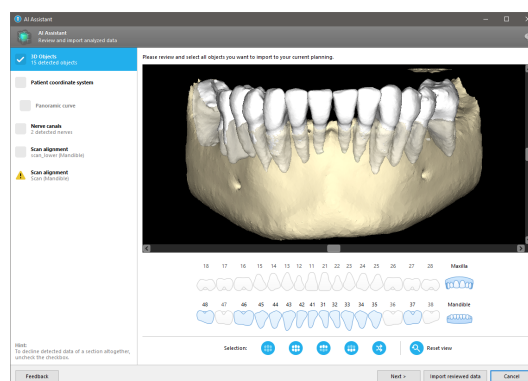 AI Assistant
AI Assistant
Review and import analyzed data
3D Objects
15 detected objects
Patient coordinate system
Panoramic curve
Nerve canals
2 detected nerves
Scan alignment
scan_lower (Mandible)
Scan alignment
Scan (Mandible)
Hint:
To decline detected data of a section altogether,
uncheck the checkbox.
Please review and select all objects you want to import to your current planning.
18 17 16 15 14 13 12 11 21 22 23 24 25 26 27 28 Maxilla
48 47 46 45 44 43 42 41 31 32 33 34 35 36 37 38 Mandible
Selection: Reset view
Feedback Next > Import reviewed data Cancel